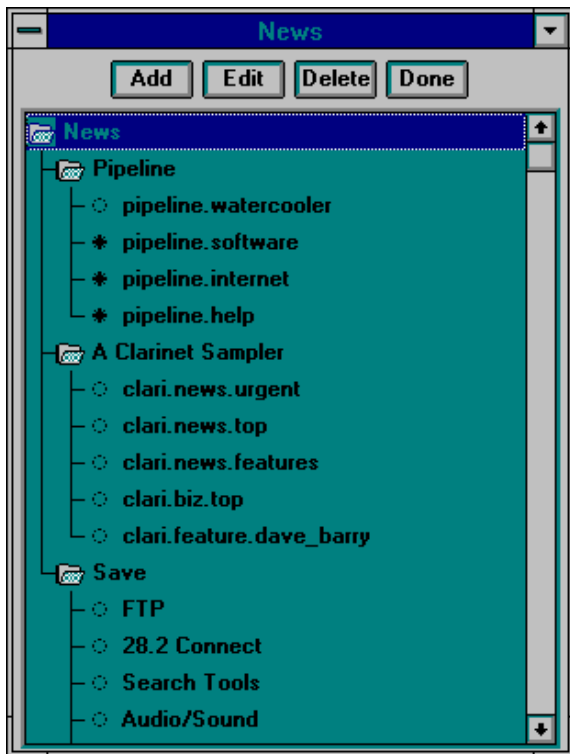 News
Add Edit Delete Done
News
Pipeline
pipeline.watercooler
pipeline.software
pipeline.internet
pipeline.help
A Clarinet Sampler
clari.news.urgent
clari.news.top
clari.news.features
clari.biz.top
clari.feature.dave_barry
Save
FTP
28.2 Connect
Search Tools
Audio/Sound